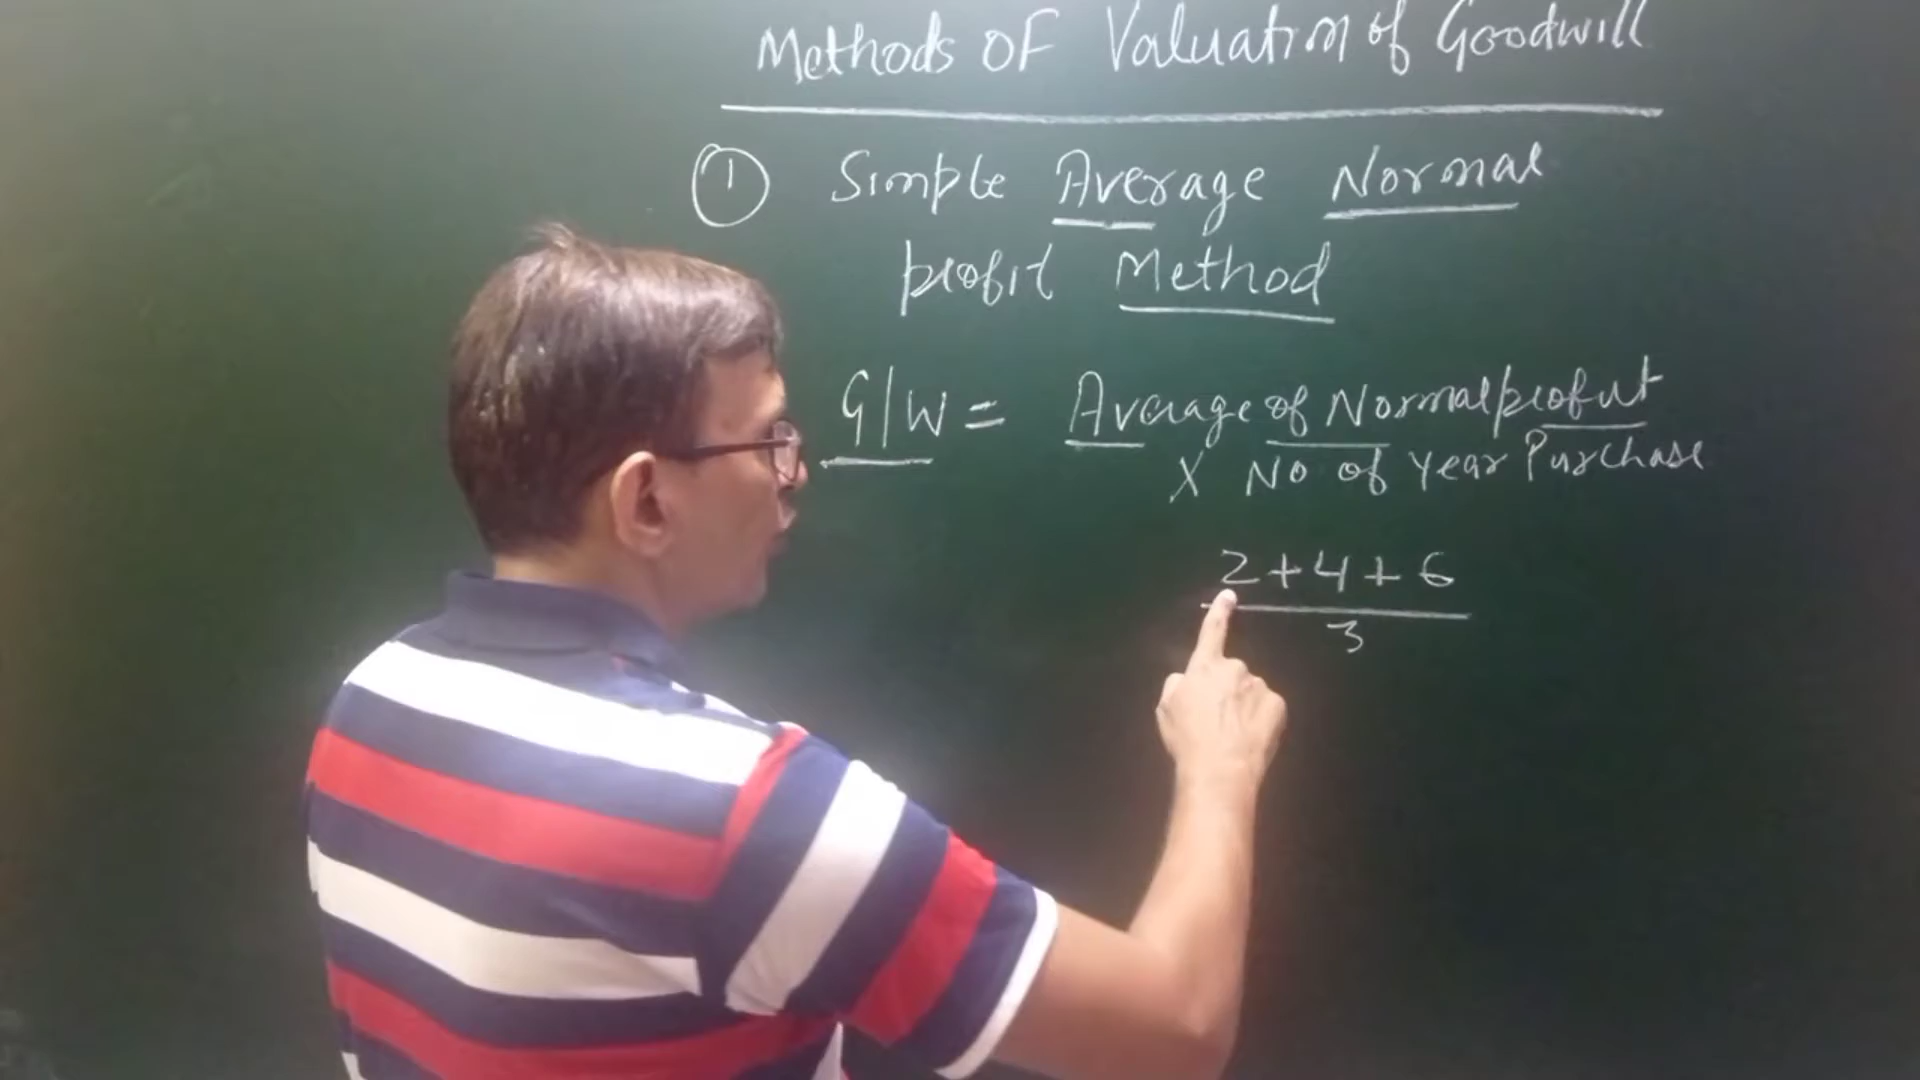 Methods OF Valuation of Goodwill
① Simple Average Normal
profit Method
G/W = Average of Normal profit
X No of year Purchase
2+4+6
3